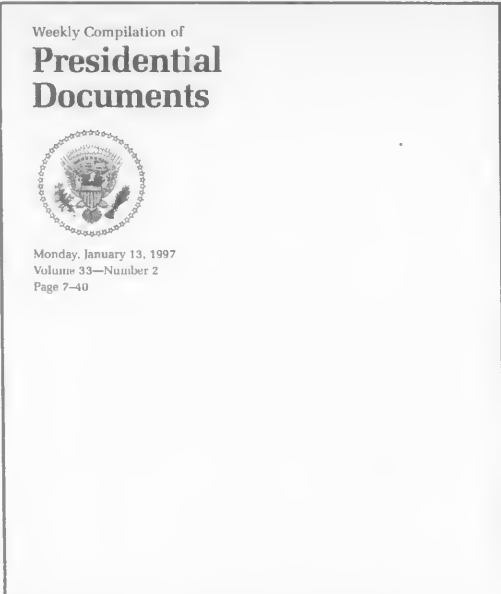 Weekly Compilation of
Presidential
Documents
Monday, January 13, 1997
Volume 33—Number 2
Page 7–40